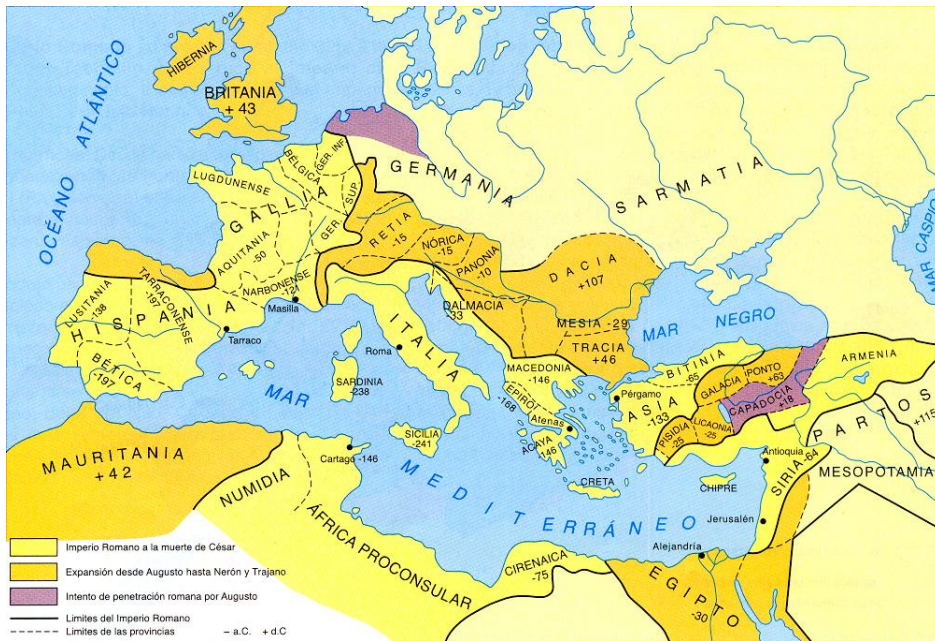 OCÉANO ATLÁNTICO
HIBERNIA
BRITANIA
+ 43
GERMANIA
SARMATIA
MAR CASPIO
GER. INF.
BÉLGICA
LUGDUNENSE
GALLIA
GER. SUP.
AQUITANIA
-50
NARBONENSE
-121
Masilla
RETIA
-15
NÓRICA
-15
PANONIA
-10
DACIA
+107
DALMACIA
-33
MESIA -29
TRACIA
+46
MAR NEGRO
LUSITANIA
-138
TARRACONENSE
-197
HISPANIA
BÉTICA
-197
Tarraco
ITALIA
Roma
SARDINIA
-238
SICILIA
-241
MACEDONIA
-146
EPIRO
-168
Atenas
ACAYA
-146
CRETA
BITINIA
-65
Pérgamo
ASIA
-133
GALACIA
PONTO
+63
CAPADOCIA
+18
PISIDIA
-25
LICAONIA
-25
ARMENIA
PARTOS
+115
MESOPOTAMIA
Antioquia
SIRIA -64
CHIPRE
Jerusalén
MAR MEDITERRÁNEO
MAURITANIA
+42
NUMIDIA
Cartago -146
ÁFRICA PROCONSULAR
CIRENAICA
-75
Alejandría
EGIPTO
-30
Imperio Romano a la muerte de César
Expansión desde Augusto hasta Nerón y Trajano
Intento de penetración romana por Augusto
Limites del Imperio Romano
Limites de las provincias – a.C. + d.C